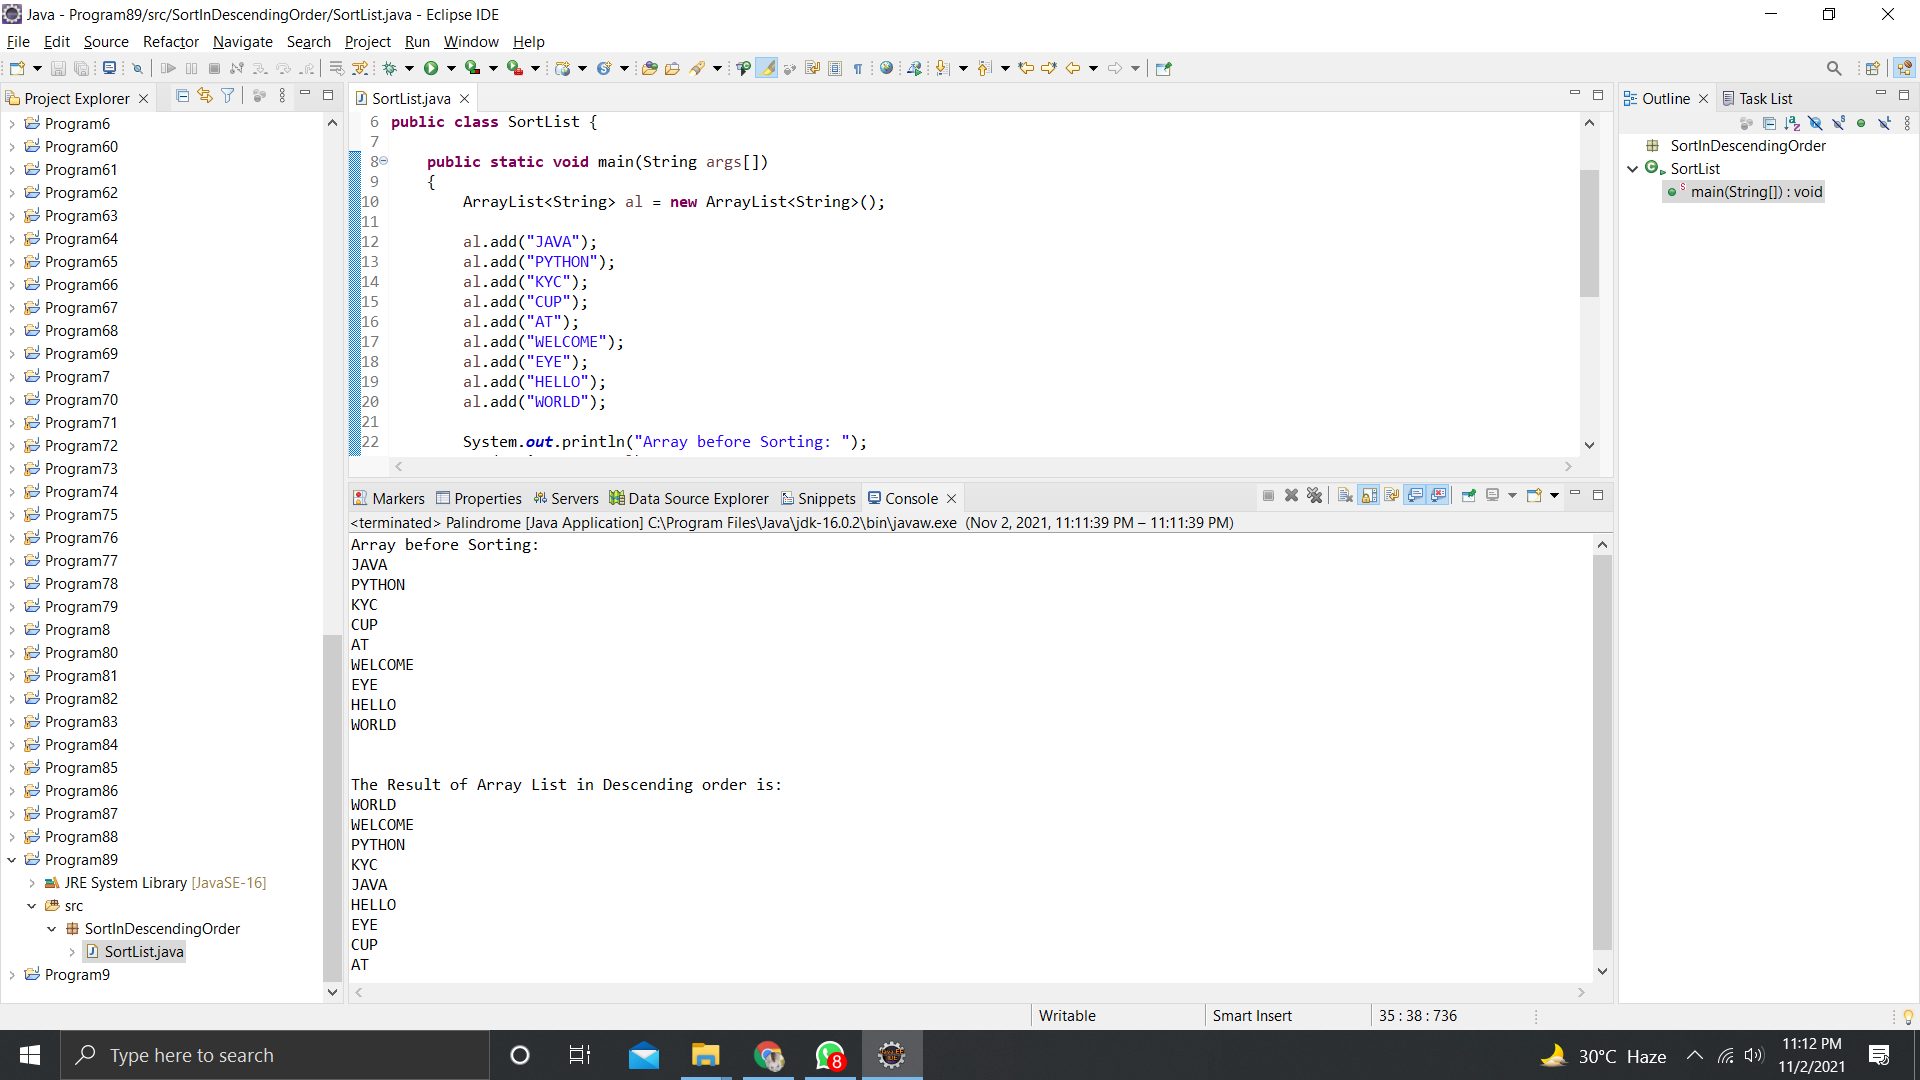 Java - Program89/src/SortInDescendingOrder/SortList.java - Eclipse IDE
File Edit Source Refactor Navigate Search Project Run Window Help
Project Explorer
Program6
Program60
Program61
Program62
Program63
Program64
Program65
Program66
Program67
Program68
Program69
Program7
Program70
Program71
Program72
Program73
Program74
Program75
Program76
Program77
Program78
Program79
Program8
Program80
Program81
Program82
Program83
Program84
Program85
Program86
Program87
Program88
Program89
JRE System Library [JavaSE-16]
src
SortInDescendingOrder
SortList.java
Program9
SortList.java
6 public class SortList {
7
8 public static void main(String args[])
9 {
10 ArrayList<String> al = new ArrayList<String>();
11
12 al.add("JAVA");
13 al.add("PYTHON");
14 al.add("KYC");
15 al.add("CUP");
16 al.add("AT");
17 al.add("WELCOME");
18 al.add("EYE");
19 al.add("HELLO");
20 al.add("WORLD");
21
22 System.out.println("Array before Sorting: ");
Markers Properties Servers Data Source Explorer Snippets Console
<terminated> Palindrome [Java Application] C:\Program Files\Java\jdk-16.0.2\bin\javaw.exe (Nov 2, 2021, 11:11:39 PM – 11:11:39 PM)
Array before Sorting:
JAVA
PYTHON
KYC
CUP
AT
WELCOME
EYE
HELLO
WORLD
The Result of Array List in Descending order is:
WORLD
WELCOME
PYTHON
KYC
JAVA
HELLO
EYE
CUP
AT
Outline Task List
SortInDescendingOrder
SortList
main(String[]) : void
Writable Smart Insert 35 : 38 : 736
Type here to search
8
30°C Haze
11:12 PM
11/2/2021